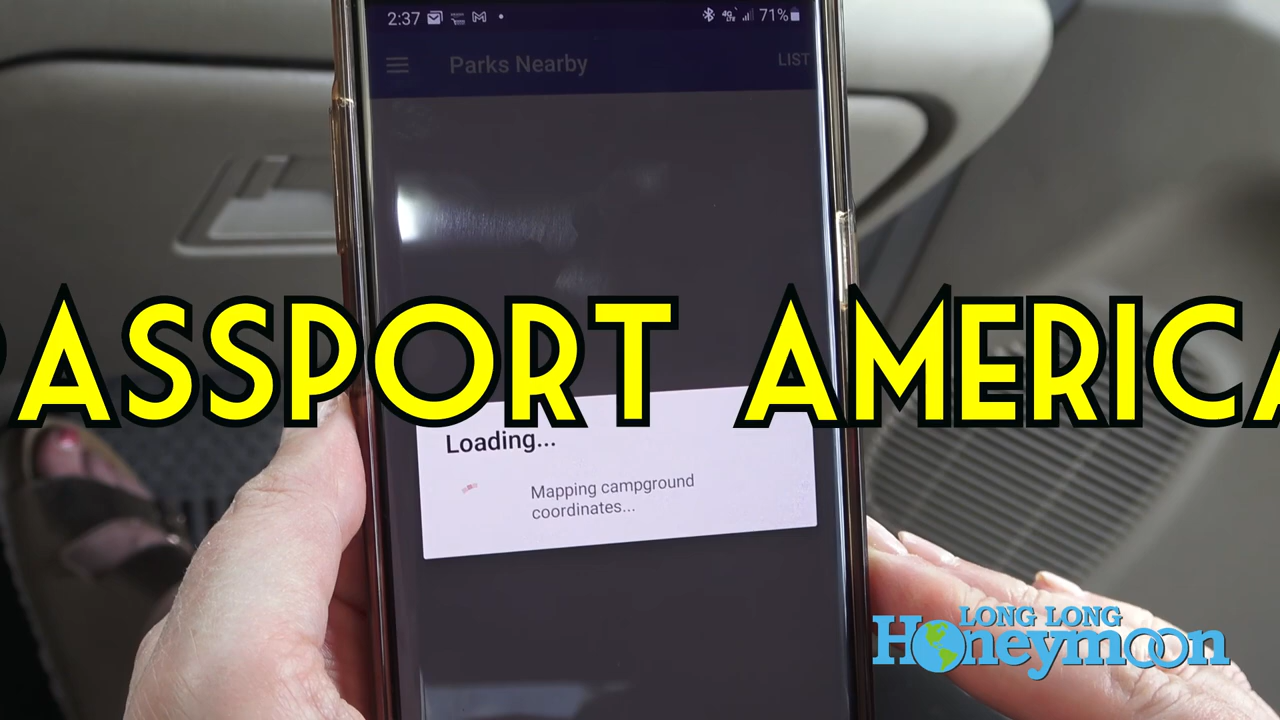 2:37 71%
Parks Nearby LIST
PASSPORT AMERICA
Loading...
Mapping campground
coordinates...
LONG LONG
Honeymoon